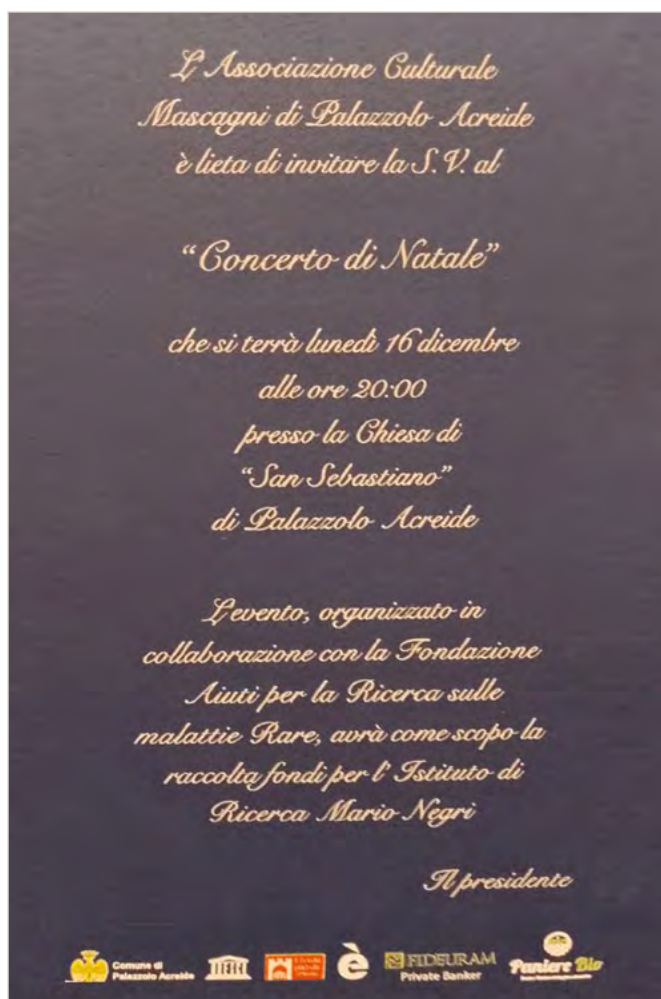 L'Associazione Culturale
Mascagni di Palazzolo Acreide
è lieta di invitare la S. V. al
“Concerto di Natale”
che si terrà lunedì 16 dicembre
alle ore 20:00
presso la Chiesa di
“San Sebastiano”
di Palazzolo Acreide
L'evento, organizzato in
collaborazione con la Fondazione
Aiuti per la Ricerca sulle
malattie Rare, avrà come scopo la
raccolta fondi per l'Istituto di
Ricerca Mario Negri
Il presidente
Comune di
Palazzolo Acreide
è
FIDEURAM
Private Banker
Paniere Bio